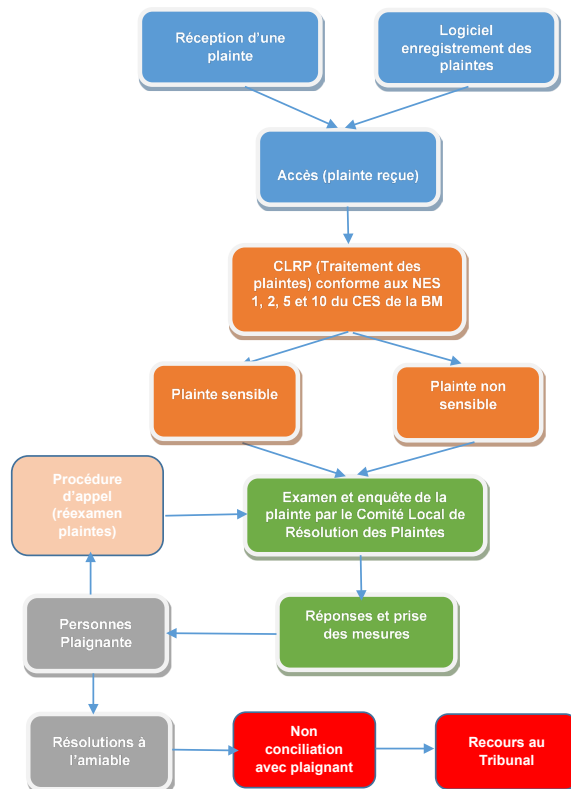 Réception d’une
plainte
Logiciel
enregistrement des
plaintes
Accès (plainte reçue)
CLRP (Traitement des
plaintes) conforme aux NES
1, 2, 5 et 10 du CES de la BM
Plainte sensible
Plainte non
sensible
Procédure
d’appel
(réexamen
plaintes)
Examen et enquête de la
plainte par le Comité Local de
Résolution des Plaintes
Personnes
Plaignante
Réponses et prise
des mesures
Résolutions à
l’amiable
Non
conciliation
avec plaignant
Recours au
Tribunal